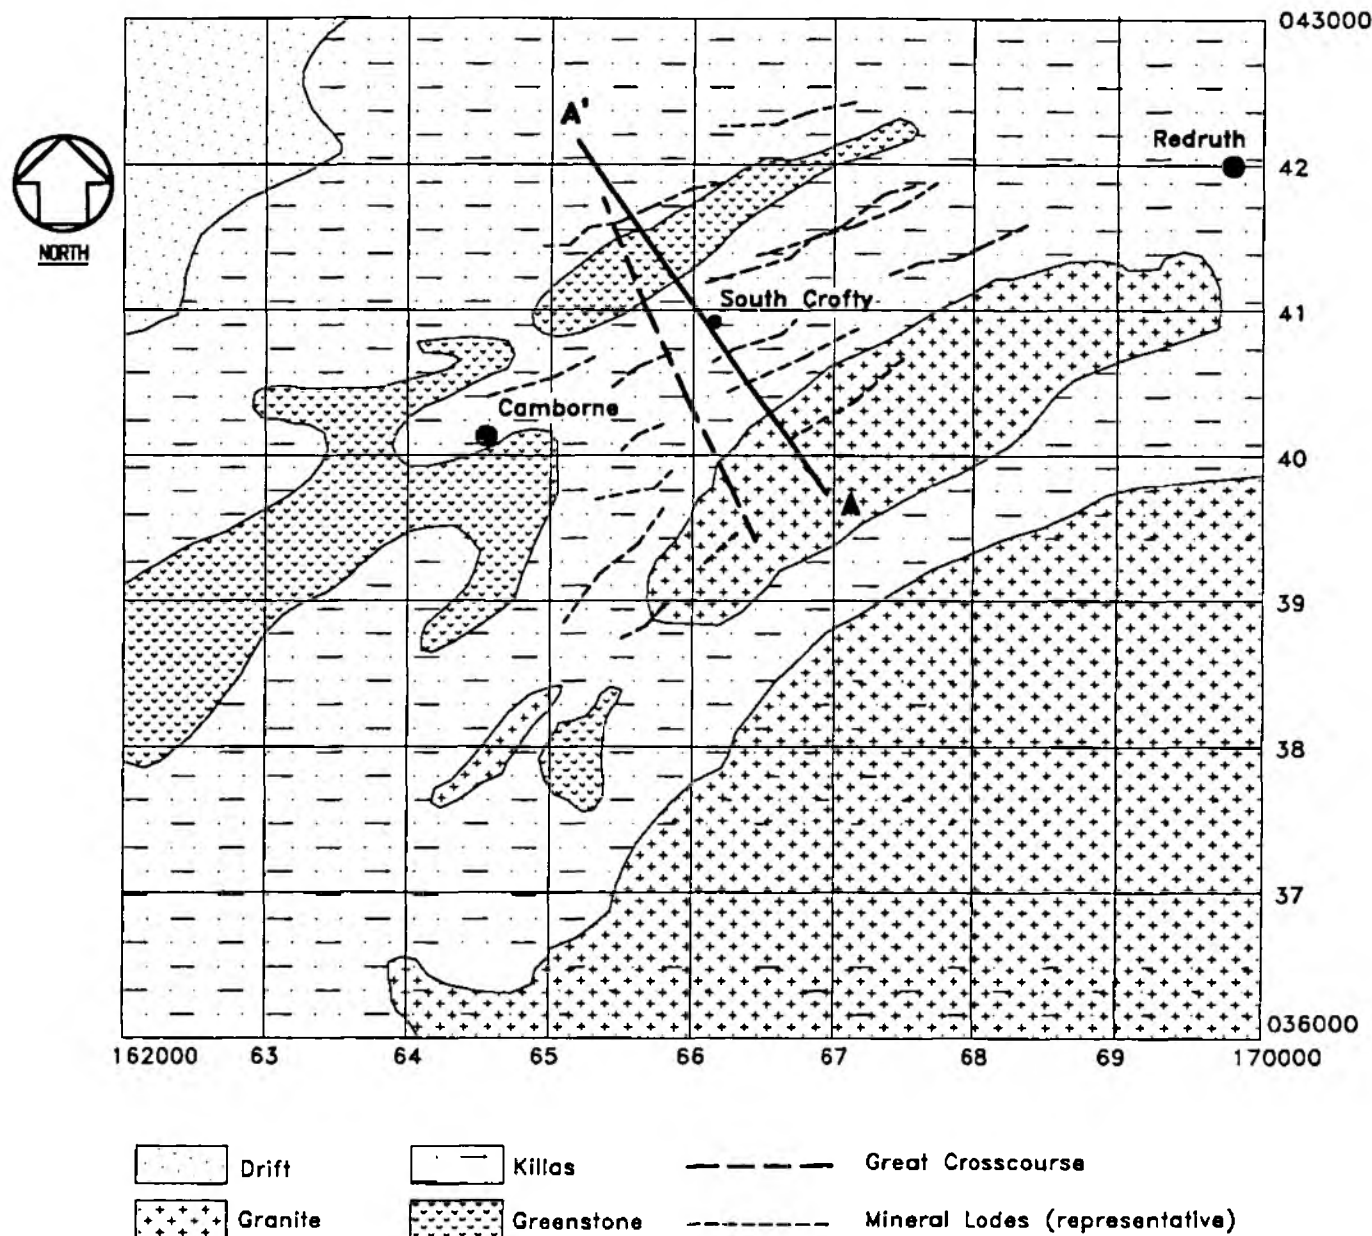 043000
A'
Redruth
42
NORTH
South Crofty
41
Camborne
40
A
39
38
37
036000
162000 63 64 65 66 67 68 69 170000
Drift Killas Great Crosscourse
Granite Greenstone Mineral Lodes (representative)